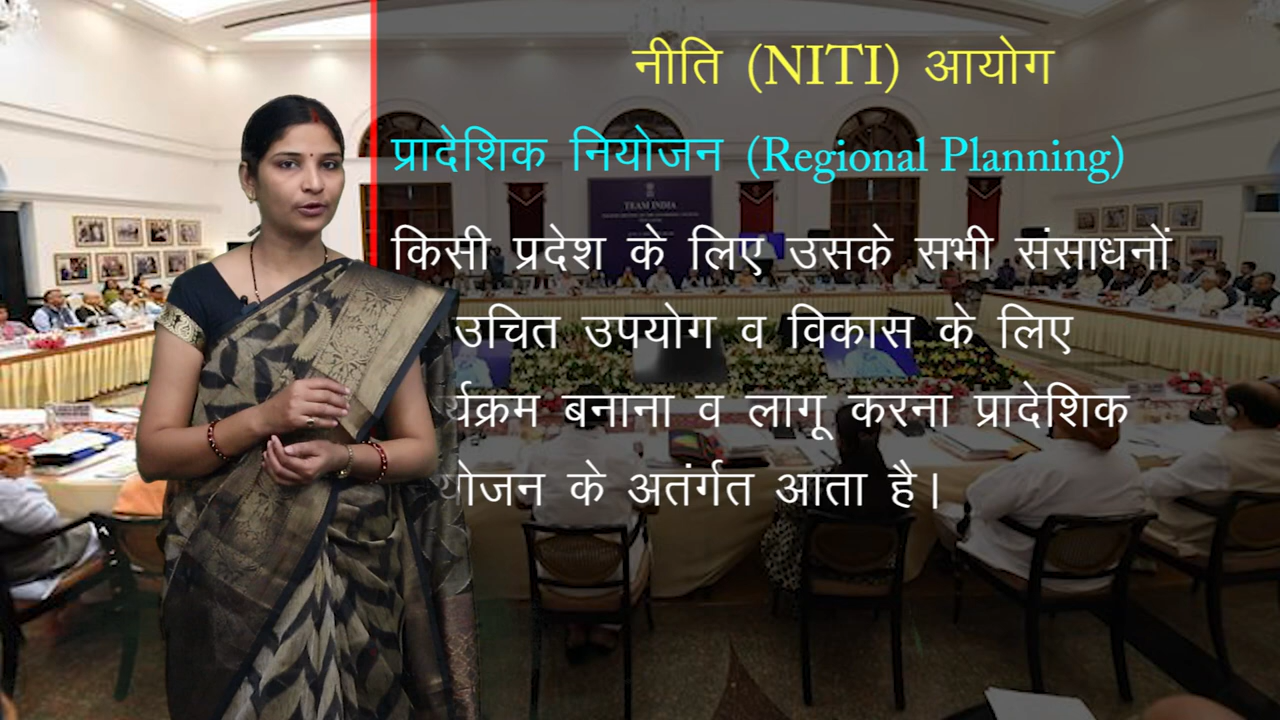 नीति (NITI) आयोग
प्रादेशिक नियोजन (Regional Planning)
TEAM INDIA
किसी प्रदेश के लिए उसके सभी संसाधनों
उचित उपयोग व विकास के लिए
बनाना व लागू करना प्रादेशिक
के अतंर्गत आता है।